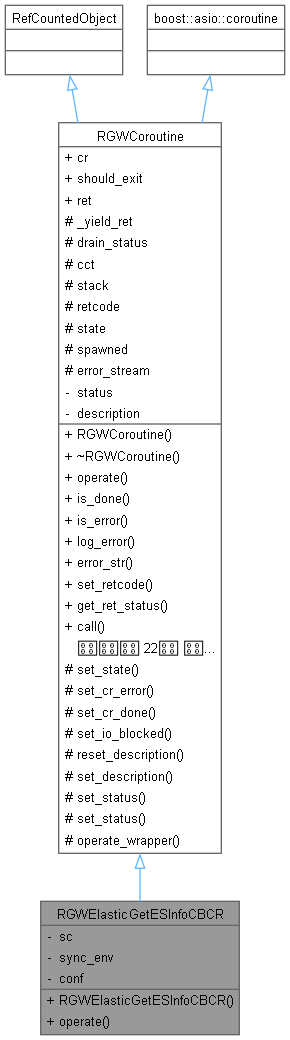 RefCountedObject
boost::asio::coroutine
RGWCoroutine
+ cr
+ should_exit
+ ret
# _yield_ret
# drain_status
# cct
# stack
# retcode
# state
# spawned
# error_stream
- status
- description
+ RGWCoroutine()
+ ~RGWCoroutine()
+ operate()
+ is_done()
+ is_error()
+ log_error()
+ error_str()
+ set_retcode()
+ get_ret_status()
+ call()
22 ...
# set_state()
# set_cr_error()
# set_cr_done()
# set_io_blocked()
# reset_description()
# set_description()
# set_status()
# set_status()
# operate_wrapper()
RGWElasticGetESInfoCBCR
- sc
- sync_env
- conf
+ RGWElasticGetESInfoCBCR()
+ operate()